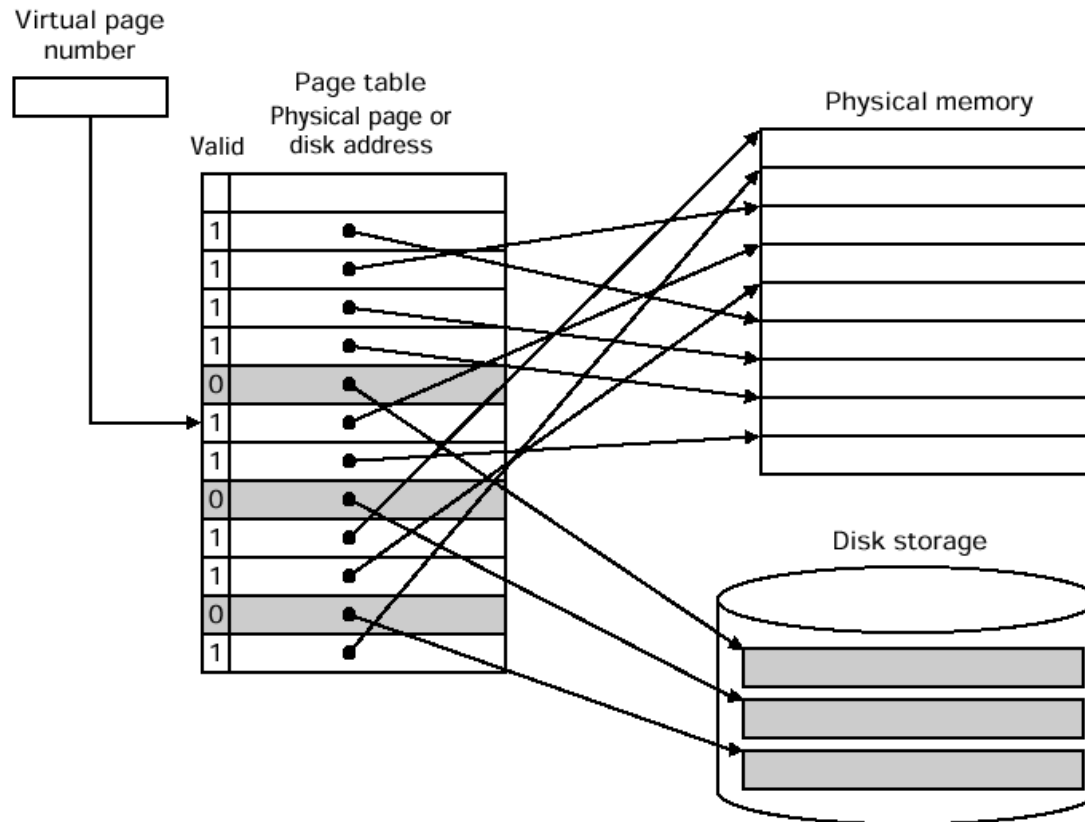 Virtual page
number
Page table
Physical page or
disk address
Valid
Physical memory
1
1
1
1
0
1
1
0
1
1
0
1
Disk storage